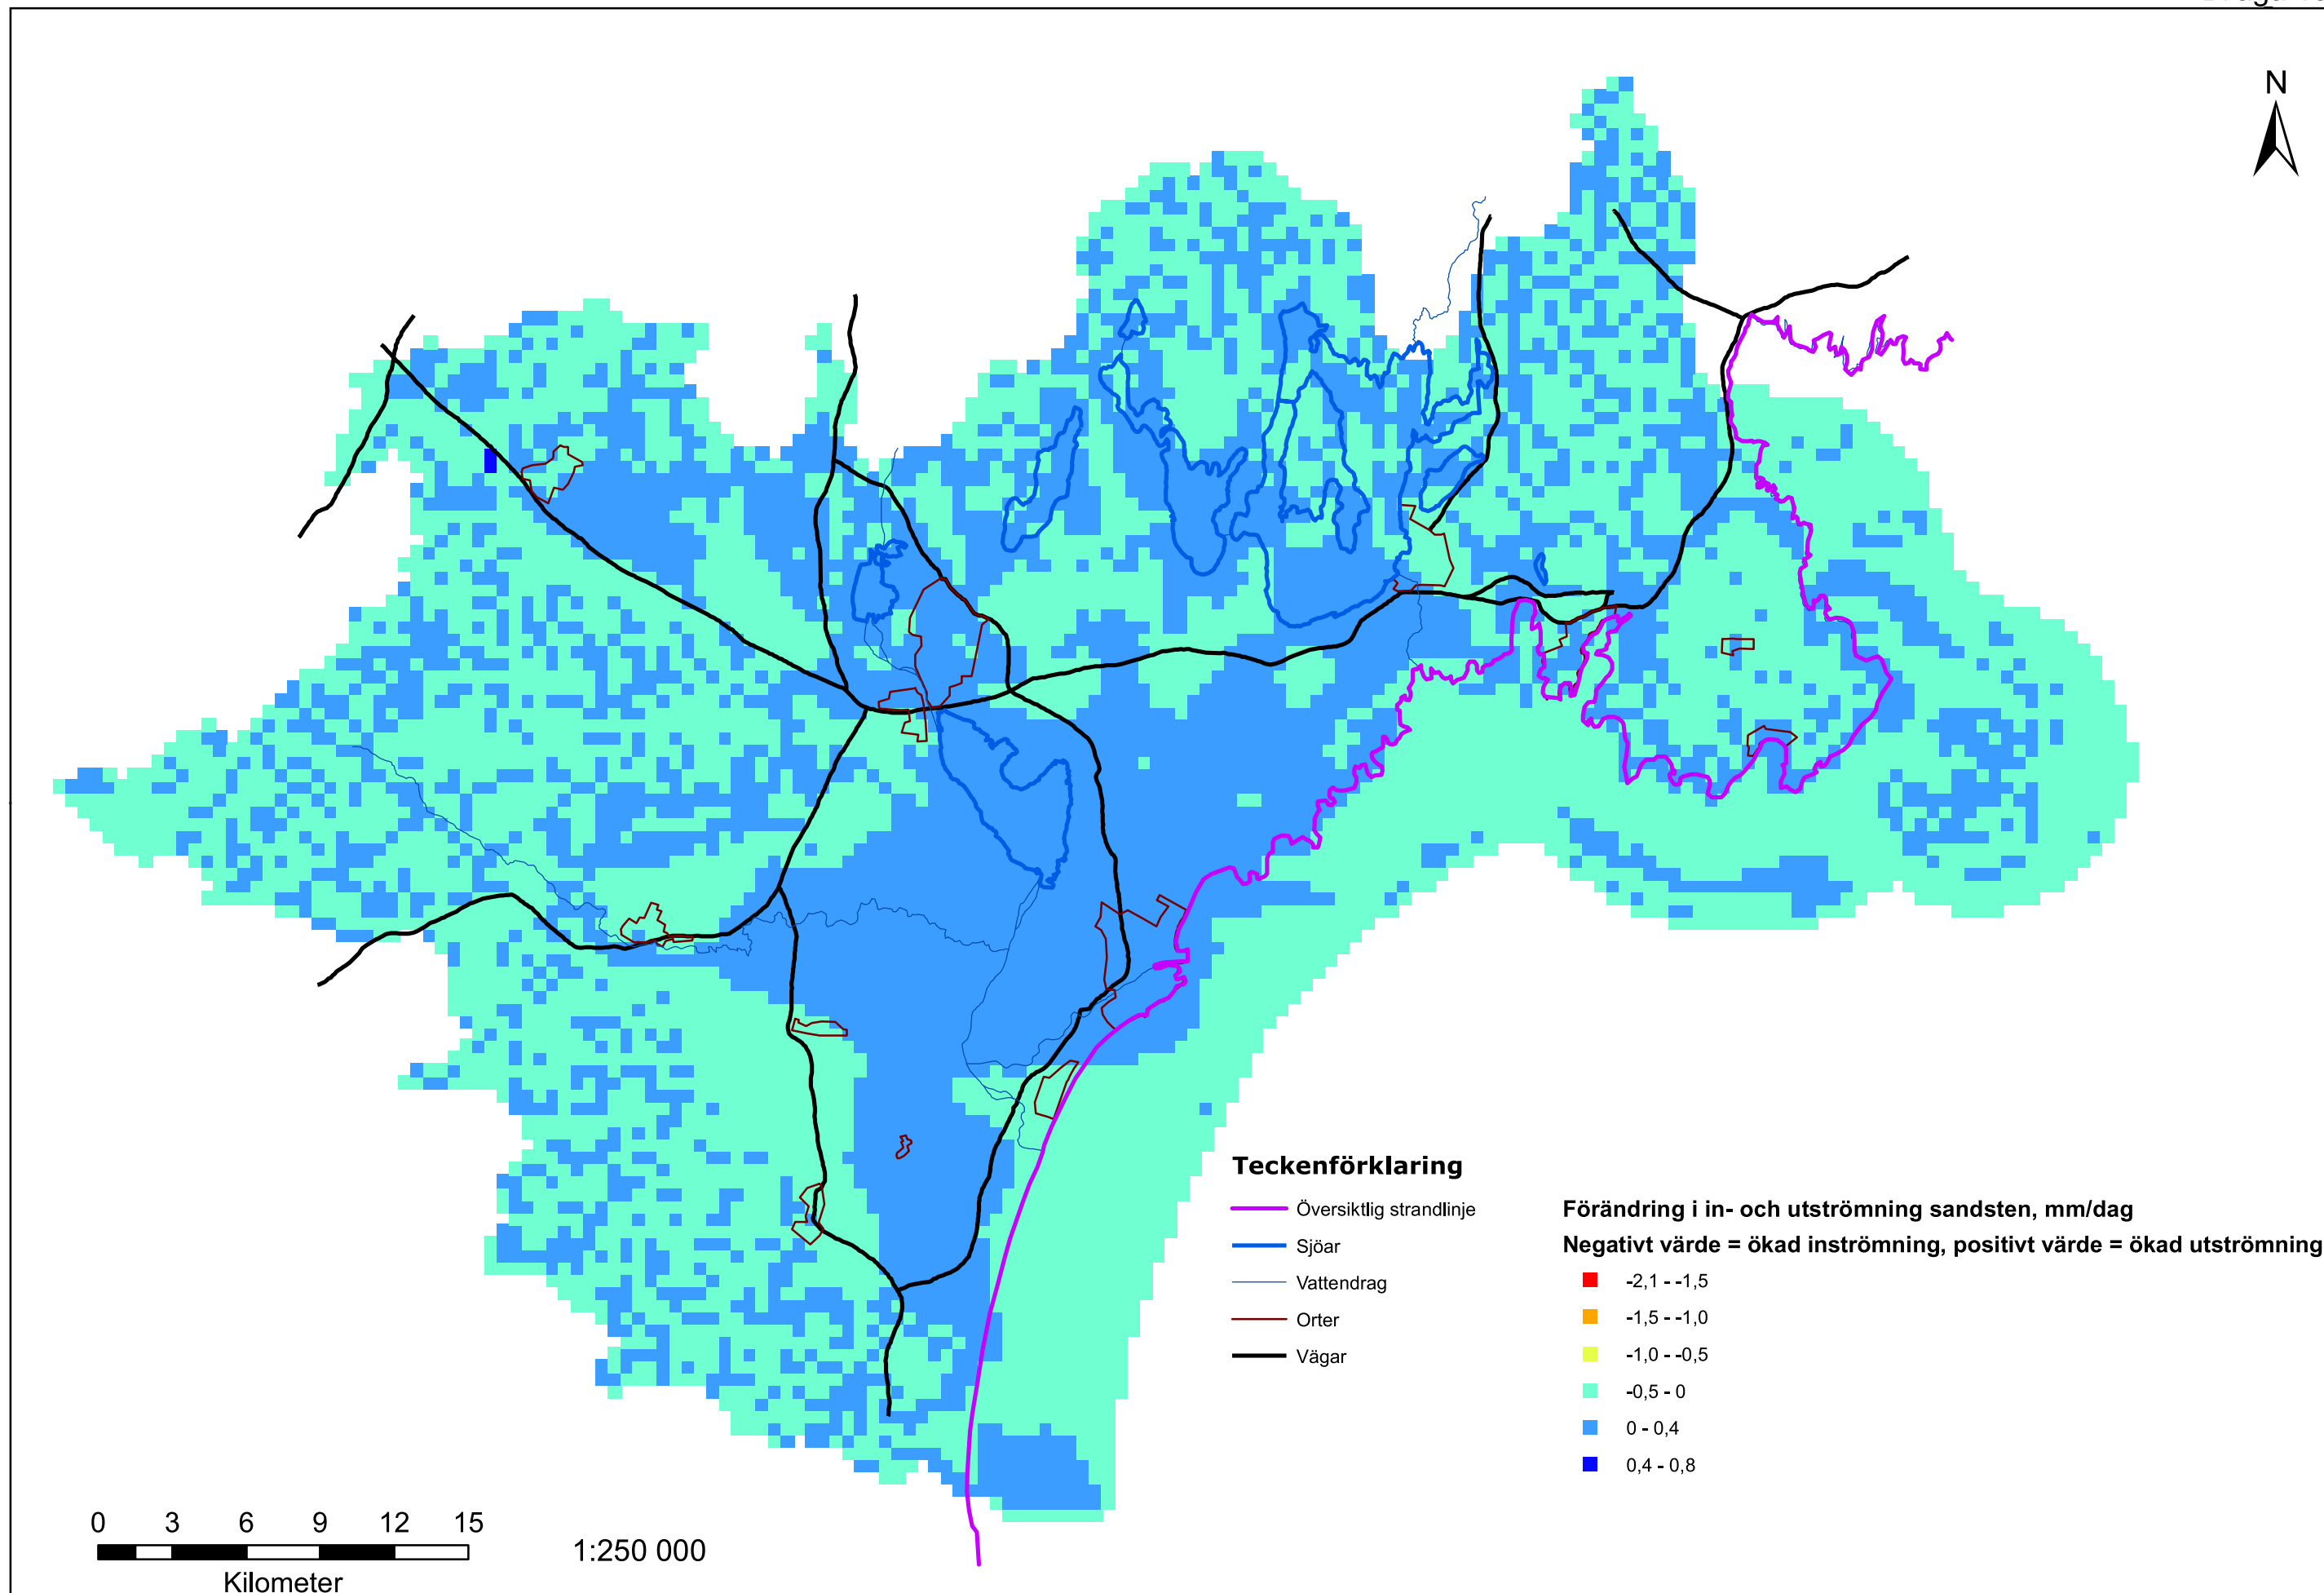 N
Teckenförklaring
Översiktlig strandlinje
Sjöar
Vattendrag
Orter
Vägar
Förändring i in- och utströmning sandsten, mm/dag
Negativt värde = ökad inströmning, positivt värde = ökad utströmning
-2,1 - -1,5
-1,5 - -1,0
-1,0 - -0,5
-0,5 - 0
0 - 0,4
0,4 - 0,8
0 3 6 9 12 15
Kilometer
1:250 000